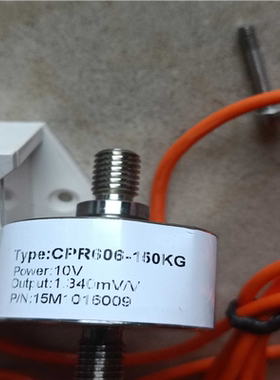 Type:CPR606-150KG
Power:10V
Output:1.340mV/V
P/N:15M1016009